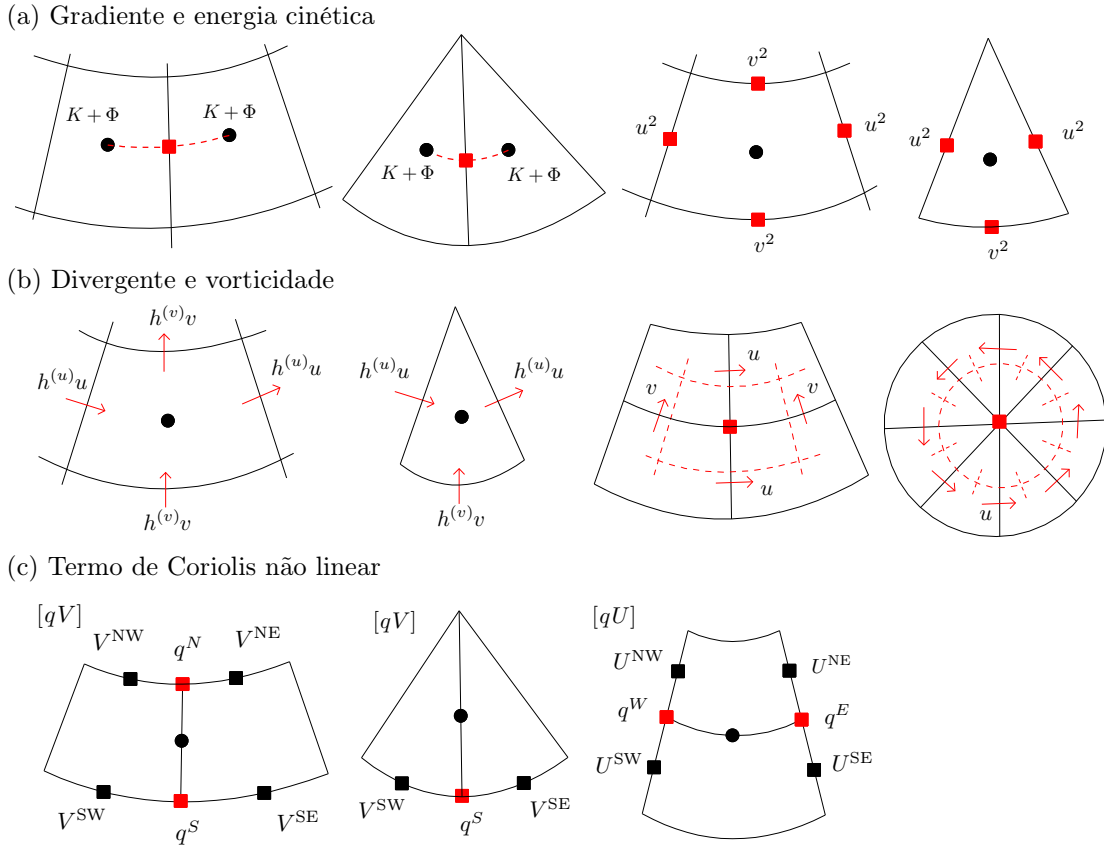 (a) Gradiente e energia cinética
K + Φ
K + Φ
K + Φ
K + Φ
v²
u²
u²
v²
u²
u²
v²
(b) Divergente e vorticidade
h⁽ᵛ⁾v
h⁽ᵘ⁾u
h⁽ᵘ⁾u
h⁽ᵛ⁾v
h⁽ᵘ⁾u
h⁽ᵘ⁾u
h⁽ᵛ⁾v
u
v
v
u
u
(c) Termo de Coriolis não linear
[qV]
V^NW
q^N
V^NE
V^SW
q^S
V^SE
[qV]
V^SW
q^S
V^SE
[qU]
U^NW
U^NE
q^W
q^E
U^SW
U^SE